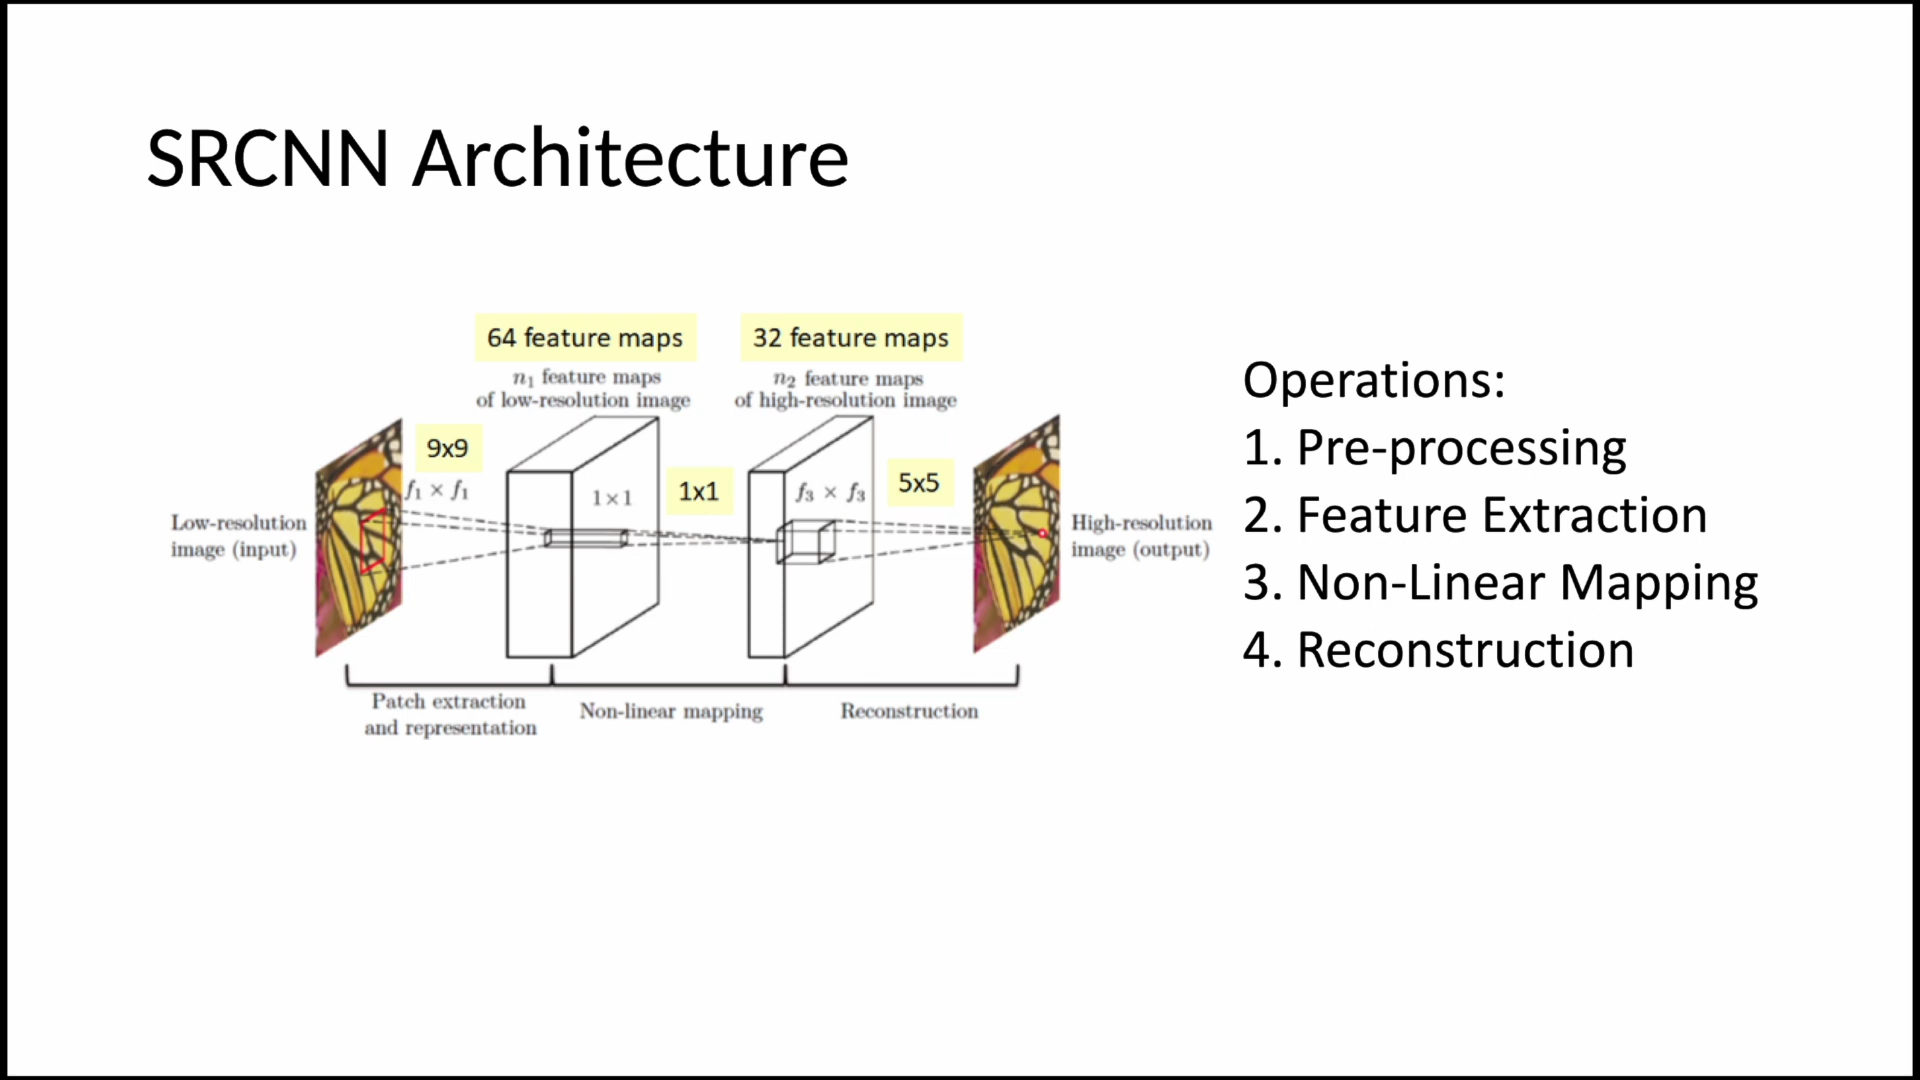 SRCNN Architecture
64 feature maps
32 feature maps
n₁ feature maps
of low-resolution image
n₂ feature maps
of high-resolution image
9x9
f₁ × f₁
1×1
1x1
f₃ × f₃
5x5
Low-resolution
image (input)
High-resolution
image (output)
Patch extraction
and representation
Non-linear mapping
Reconstruction
Operations:
1. Pre-processing
2. Feature Extraction
3. Non-Linear Mapping
4. Reconstruction